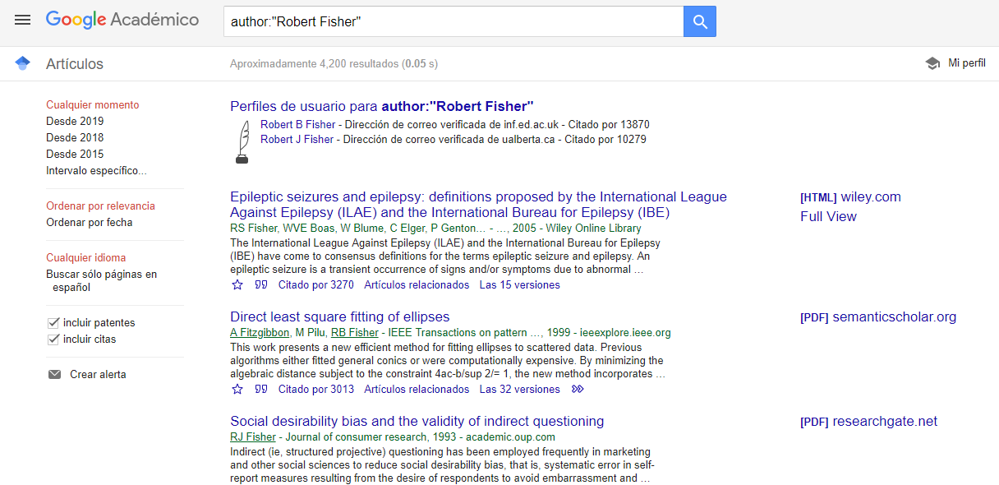 Google Académico
author:"Robert Fisher"
Artículos
Aproximadamente 4,200 resultados (0.05 s)
Mi perfil
Cualquier momento
Desde 2019
Desde 2018
Desde 2015
Intervalo específico...
Ordenar por relevancia
Ordenar por fecha
Cualquier idioma
Buscar sólo páginas en
español
incluir patentes
incluir citas
Crear alerta
Perfiles de usuario para author:"Robert Fisher"
Robert B Fisher - Dirección de correo verificada de inf.ed.ac.uk - Citado por 13870
Robert J Fisher - Dirección de correo verificada de ualberta.ca - Citado por 10279
Epileptic seizures and epilepsy: definitions proposed by the International League
Against Epilepsy (ILAE) and the International Bureau for Epilepsy (IBE)
RS Fisher, WVE Boas, W Blume, C Elger, P Genton… - …, 2005 - Wiley Online Library
The International League Against Epilepsy (ILAE) and the International Bureau for Epilepsy
(IBE) have come to consensus definitions for the terms epileptic seizure and epilepsy. An
epileptic seizure is a transient occurrence of signs and/or symptoms due to abnormal …
Citado por 3270 Artículos relacionados Las 15 versiones
[HTML] wiley.com
Full View
Direct least square fitting of ellipses
A Fitzgibbon, M Pilu, RB Fisher - IEEE Transactions on pattern …, 1999 - ieeexplore.ieee.org
This work presents a new efficient method for fitting ellipses to scattered data. Previous
algorithms either fitted general conics or were computationally expensive. By minimizing the
algebraic distance subject to the constraint 4ac-b/sup 2/= 1, the new method incorporates …
Citado por 3013 Artículos relacionados Las 32 versiones
[PDF] semanticscholar.org
Social desirability bias and the validity of indirect questioning
RJ Fisher - Journal of consumer research, 1993 - academic.oup.com
Indirect (ie, structured projective) questioning has been employed frequently in marketing
and other social sciences to reduce social desirability bias, that is, systematic error in self-
report measures resulting from the desire of respondents to avoid embarrassment and …
[PDF] researchgate.net